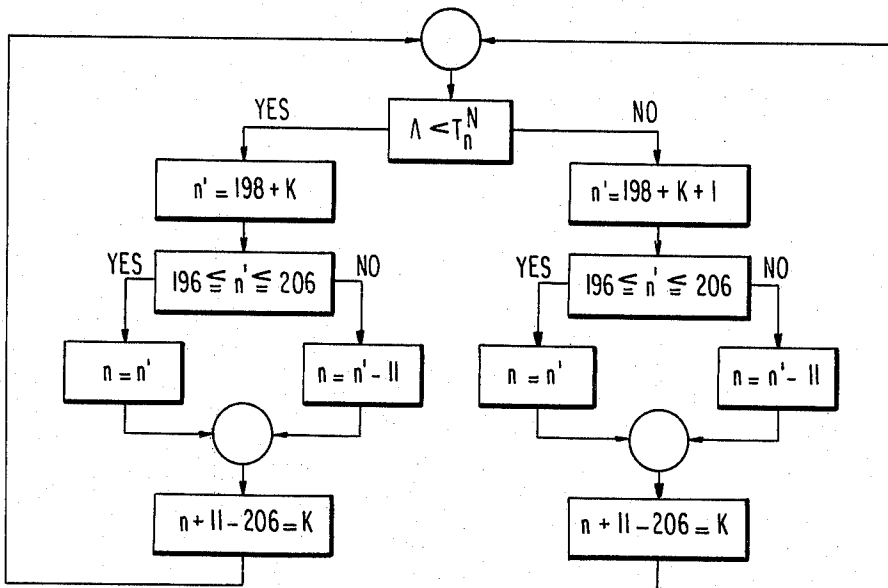 YES
Λ < T_n^N
NO
n' = 198 + K
n' = 198 + K + 1
YES
196 ≦ n' ≦ 206
NO
YES
196 ≦ n' ≦ 206
NO
n = n'
n = n' - 11
n = n'
n = n' - 11
n + 11 - 206 = K
n + 11 - 206 = K